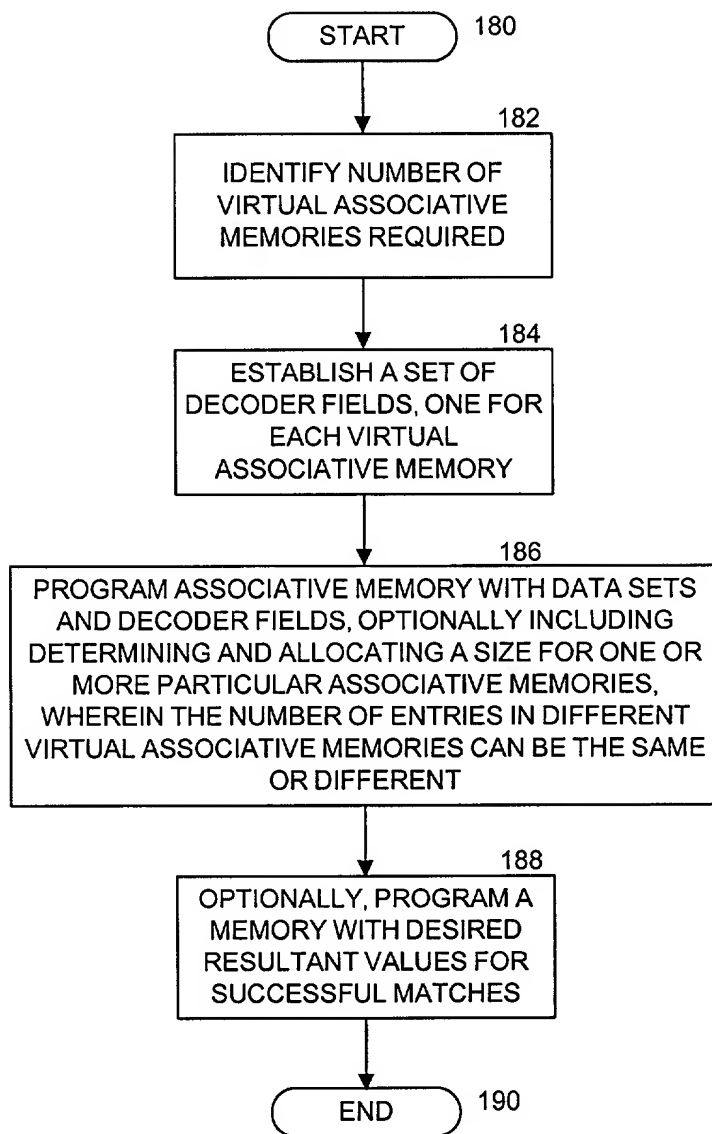 START
180
182
IDENTIFY NUMBER OF
VIRTUAL ASSOCIATIVE
MEMORIES REQUIRED
184
ESTABLISH A SET OF
DECODER FIELDS, ONE FOR
EACH VIRTUAL
ASSOCIATIVE MEMORY
186
PROGRAM ASSOCIATIVE MEMORY WITH DATA SETS
AND DECODER FIELDS, OPTIONALLY INCLUDING
DETERMINING AND ALLOCATING A SIZE FOR ONE OR
MORE PARTICULAR ASSOCIATIVE MEMORIES,
WHEREIN THE NUMBER OF ENTRIES IN DIFFERENT
VIRTUAL ASSOCIATIVE MEMORIES CAN BE THE SAME
OR DIFFERENT
188
OPTIONALLY, PROGRAM A
MEMORY WITH DESIRED
RESULTANT VALUES FOR
SUCCESSFUL MATCHES
END
190